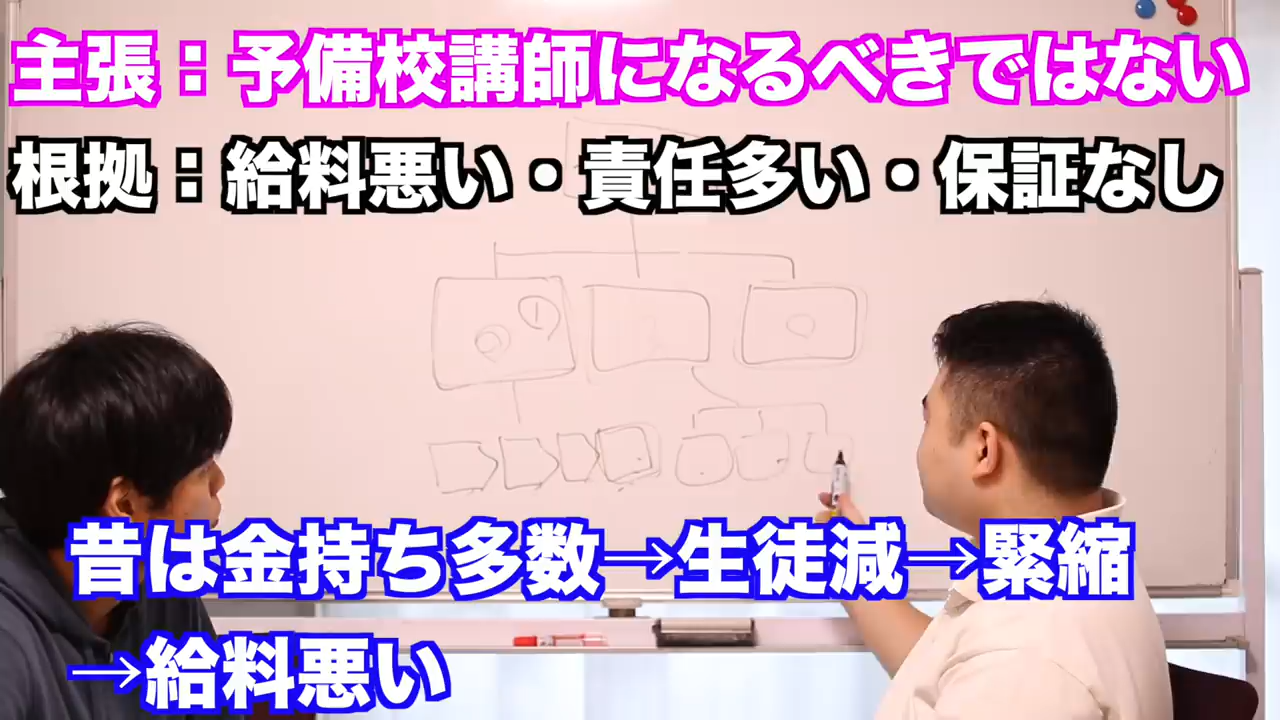 主張：予備校講師になるべきではない
根拠：給料悪い・責任多い・保証なし
昔は金持ち多数→生徒減→緊縮
→給料悪い